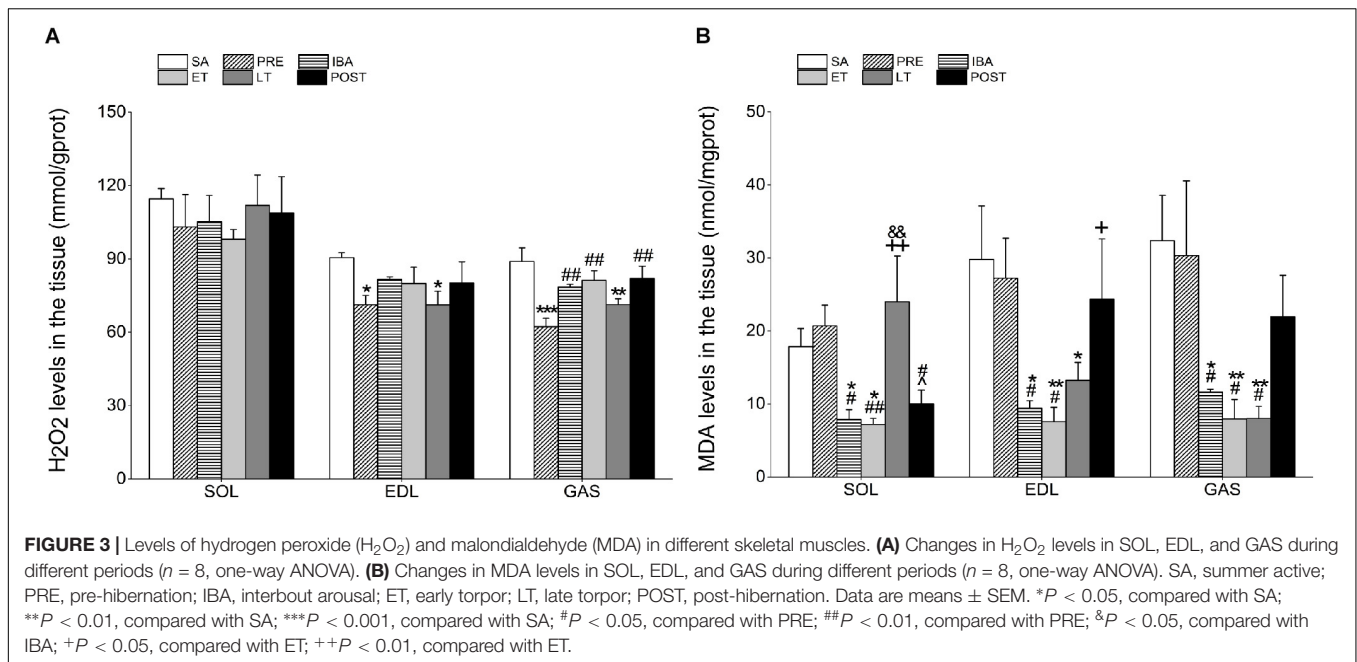 A
SA PRE IBA
ET LT POST
H2O2 levels in the tissue (mmol/gprot)
150
120
90
60
30
0
* * *** ## ## ** ##
SOL EDL GAS
B
SA PRE IBA
ET LT POST
MDA levels in the tissue (nmol/mgprot)
50
40
30
20
10
0
*
#
*
##
&&
++
#
^
*
#
**
#
*
+
*
#
**
#
**
#
SOL EDL GAS
FIGURE 3 | Levels of hydrogen peroxide (H₂O₂) and malondialdehyde (MDA) in different skeletal muscles. (A) Changes in H₂O₂ levels in SOL, EDL, and GAS during
different periods (n = 8, one-way ANOVA). (B) Changes in MDA levels in SOL, EDL, and GAS during different periods (n = 8, one-way ANOVA). SA, summer active;
PRE, pre-hibernation; IBA, interbout arousal; ET, early torpor; LT, late torpor; POST, post-hibernation. Data are means ± SEM. *P < 0.05, compared with SA;
**P < 0.01, compared with SA; ***P < 0.001, compared with SA; #P < 0.05, compared with PRE; ##P < 0.01, compared with PRE; &P < 0.05, compared with
IBA; +P < 0.05, compared with ET; ++P < 0.01, compared with ET.